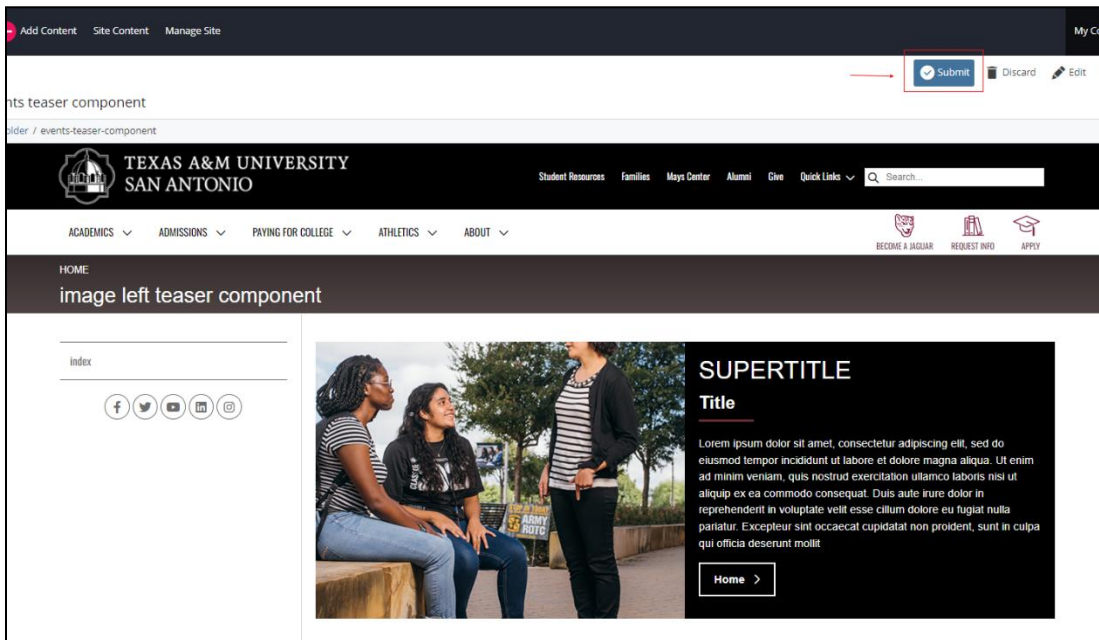 Add Content Site Content Manage Site My Co
Submit Discard Edit
nts teaser component
older / events-teaser-component
TEXAS A&M UNIVERSITY
SAN ANTONIO
Student Resources Families Mays Center Alumni Give Quick Links Search...
ACADEMICS ADMISSIONS PAYING FOR COLLEGE ATHLETICS ABOUT
BECOME A JAGUAR REQUEST INFO APPLY
HOME
image left teaser component
index
SUPERTITLE
Title
Lorem ipsum dolor sit amet, consectetur adipiscing elit, sed do
eiusmod tempor incididunt ut labore et dolore magna aliqua. Ut enim
ad minim veniam, quis nostrud exercitation ullamco laboris nisi ut
aliquip ex ea commodo consequat. Duis aute irure dolor in
reprehenderit in voluptate velit esse cillum dolore eu fugiat nulla
pariatur. Excepteur sint occaecat cupidatat non proident, sunt in culpa
qui officia deserunt mollit
Home
ARMY
ROTC